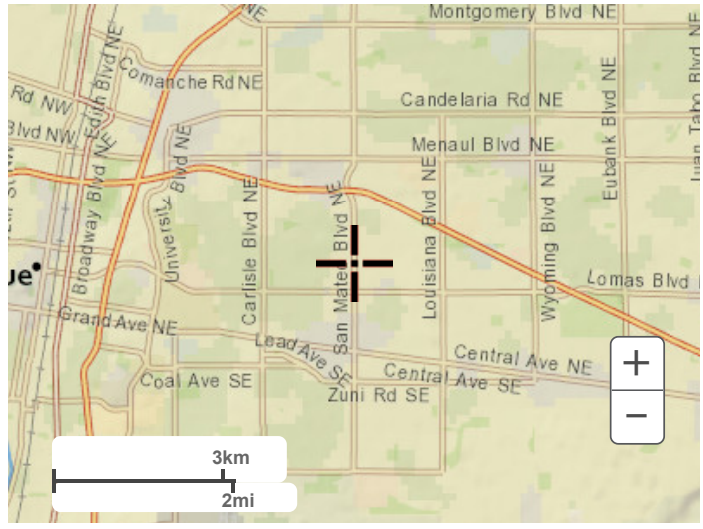 NE
Montgomery Blvd NE
Comanche Rd NE
Edith Blvd NE
Rd NW
Candelaria Rd NE
Blvd NW
Menaul Blvd NE
Eubank Blvd NE
Juan Tabo Blvd NE
Broadway Blvd NE
University Blvd NE
Carlisle Blvd NE
San Mateo Blvd NE
Louisiana Blvd NE
Wyoming Blvd NE
Lomas Blvd
ue
Grand Ave NE
Lead Ave SE
Central Ave NE
Coal Ave SE
Central Ave SE
Zuni Rd SE
+
−
3km
2mi